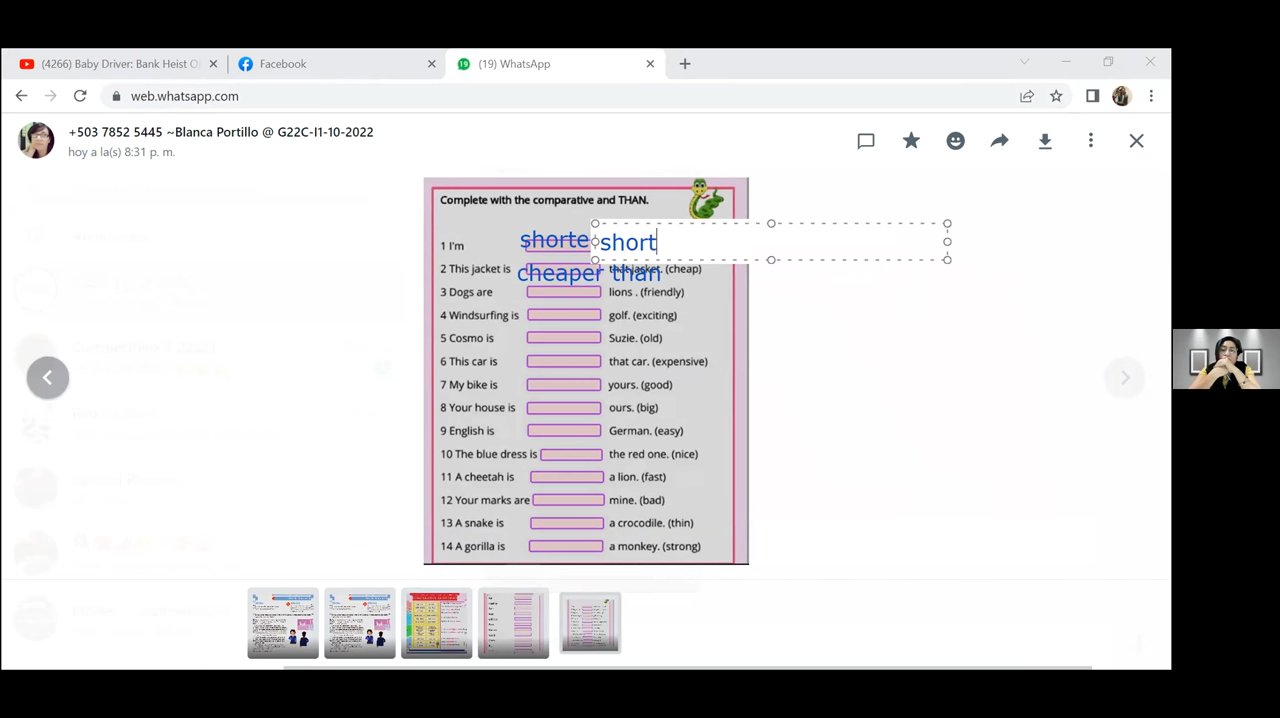 (4266) Baby Driver: Bank Heist O
Facebook
(19) WhatsApp
web.whatsapp.com
+503 7852 5445 ~Blanca Portillo @ G22C-I1-10-2022
hoy a la(s) 8:31 p. m.
Complete with the comparative and THAN.
1 I'm shorte short
2 This jacket is cheaper than that jacket. (cheap)
3 Dogs are lions . (friendly)
4 Windsurfing is golf. (exciting)
5 Cosmo is Suzie. (old)
6 This car is that car. (expensive)
7 My bike is yours. (good)
8 Your house is ours. (big)
9 English is German. (easy)
10 The blue dress is the red one. (nice)
11 A cheetah is a lion. (fast)
12 Your marks are mine. (bad)
13 A snake is a crocodile. (thin)
14 A gorilla is a monkey. (strong)